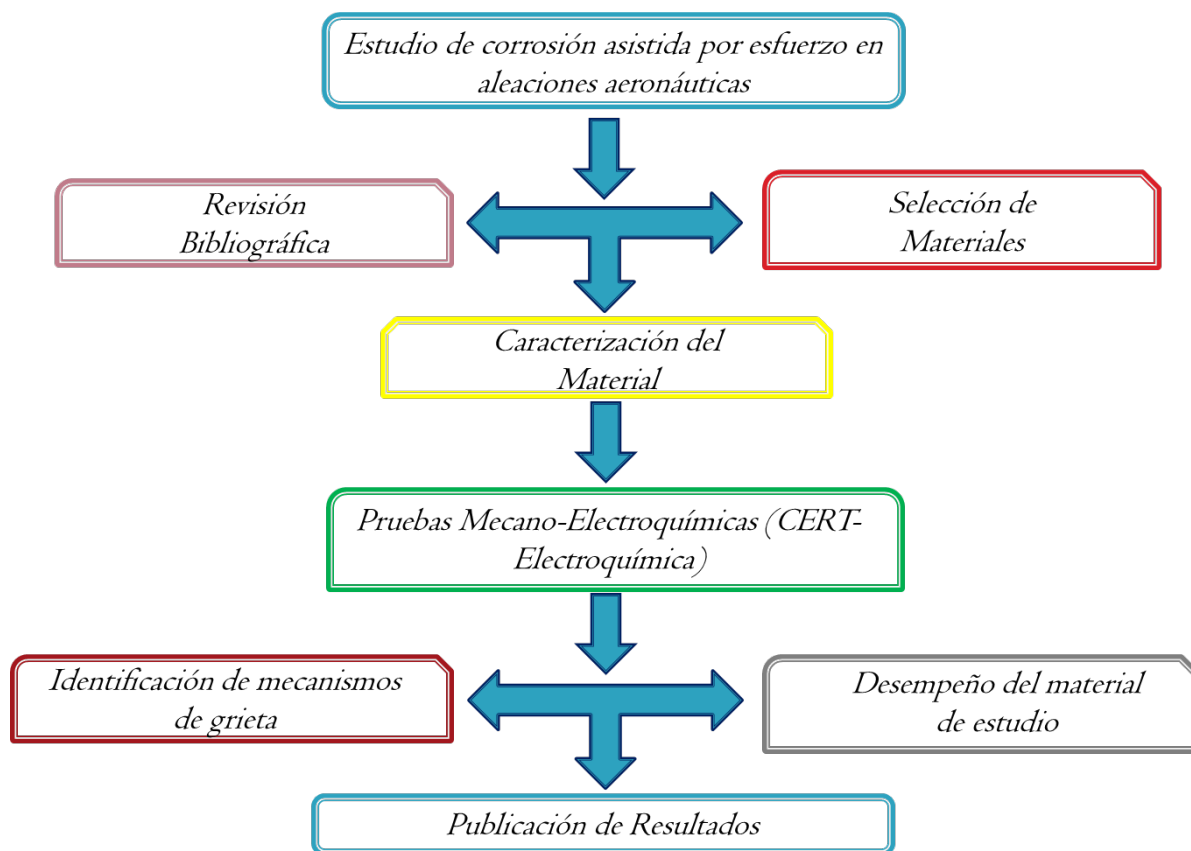 Estudio de corrosión asistida por esfuerzo en
aleaciones aeronáuticas
Revisión
Bibliográfica
Selección de
Materiales
Caracterización del
Material
Pruebas Mecano-Electroquímicas (CERT-
Electroquímica)
Identificación de mecanismos
de grieta
Desempeño del material
de estudio
Publicación de Resultados